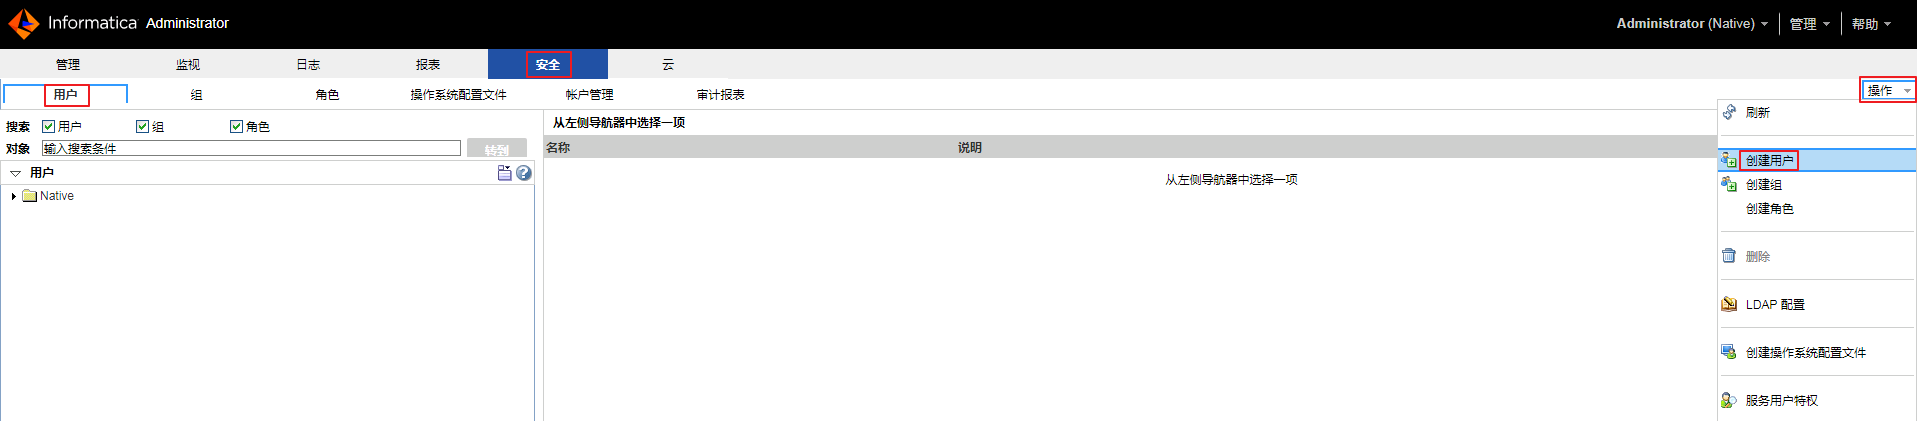 Informatica Administrator Administrator (Native) 管理 帮助
管理 监视 日志 报表 安全 云
用户 组 角色 操作系统配置文件 帐户管理 审计报表 操作
搜索 用户 组 角色
对象 输入搜索条件 转到
用户
Native
从左侧导航器中选择一项
名称 说明
从左侧导航器中选择一项
刷新
创建用户
创建组
创建角色
删除
LDAP 配置
创建操作系统配置文件
服务用户特权